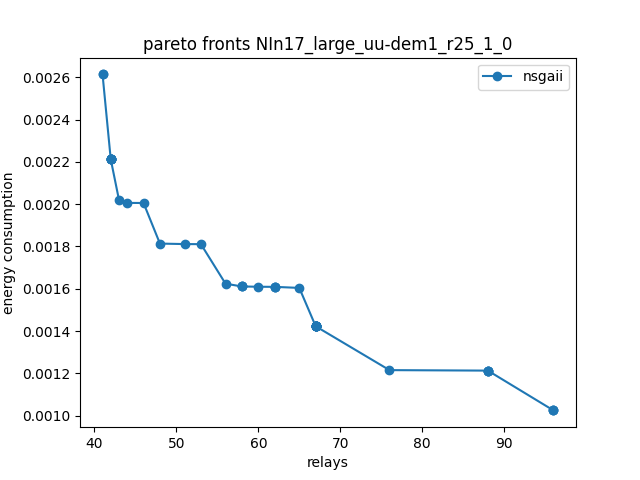 pareto fronts NIn17_large_uu-dem1_r25_1_0
nsgaii
0.0026
0.0024
0.0022
0.0020
0.0018
0.0016
0.0014
0.0012
0.0010
energy consumption
40 50 60 70 80 90
relays